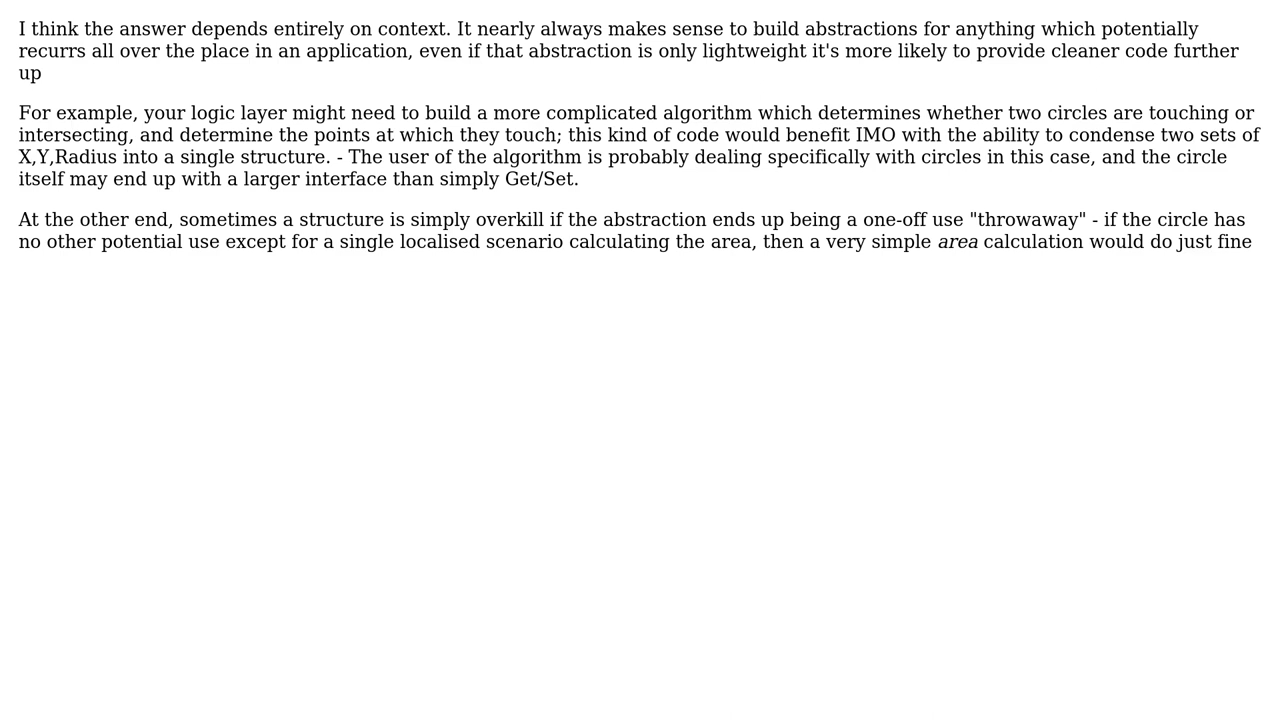 I think the answer depends entirely on context. It nearly always makes sense to build abstractions for anything which potentially
recurrs all over the place in an application, even if that abstraction is only lightweight it's more likely to provide cleaner code further
up
For example, your logic layer might need to build a more complicated algorithm which determines whether two circles are touching or
intersecting, and determine the points at which they touch; this kind of code would benefit IMO with the ability to condense two sets of
X,Y,Radius into a single structure. - The user of the algorithm is probably dealing specifically with circles in this case, and the circle
itself may end up with a larger interface than simply Get/Set.
At the other end, sometimes a structure is simply overkill if the abstraction ends up being a one-off use "throwaway" - if the circle has
no other potential use except for a single localised scenario calculating the area, then a very simple area calculation would do just fine